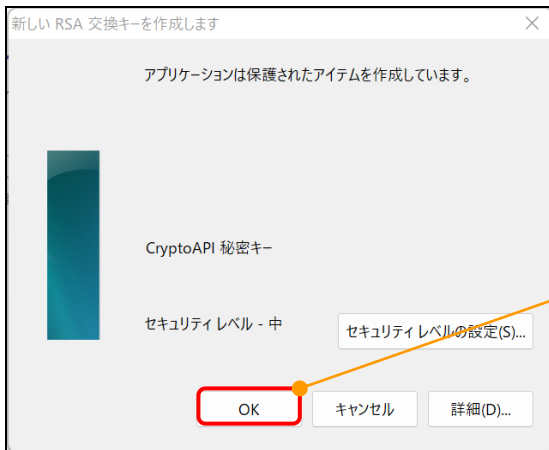 新しい RSA 交換キーを作成します
アプリケーションは保護されたアイテムを作成しています。
CryptoAPI 秘密キー
セキュリティ レベル - 中
セキュリティ レベルの設定(S)...
OK
キャンセル
詳細(D)...